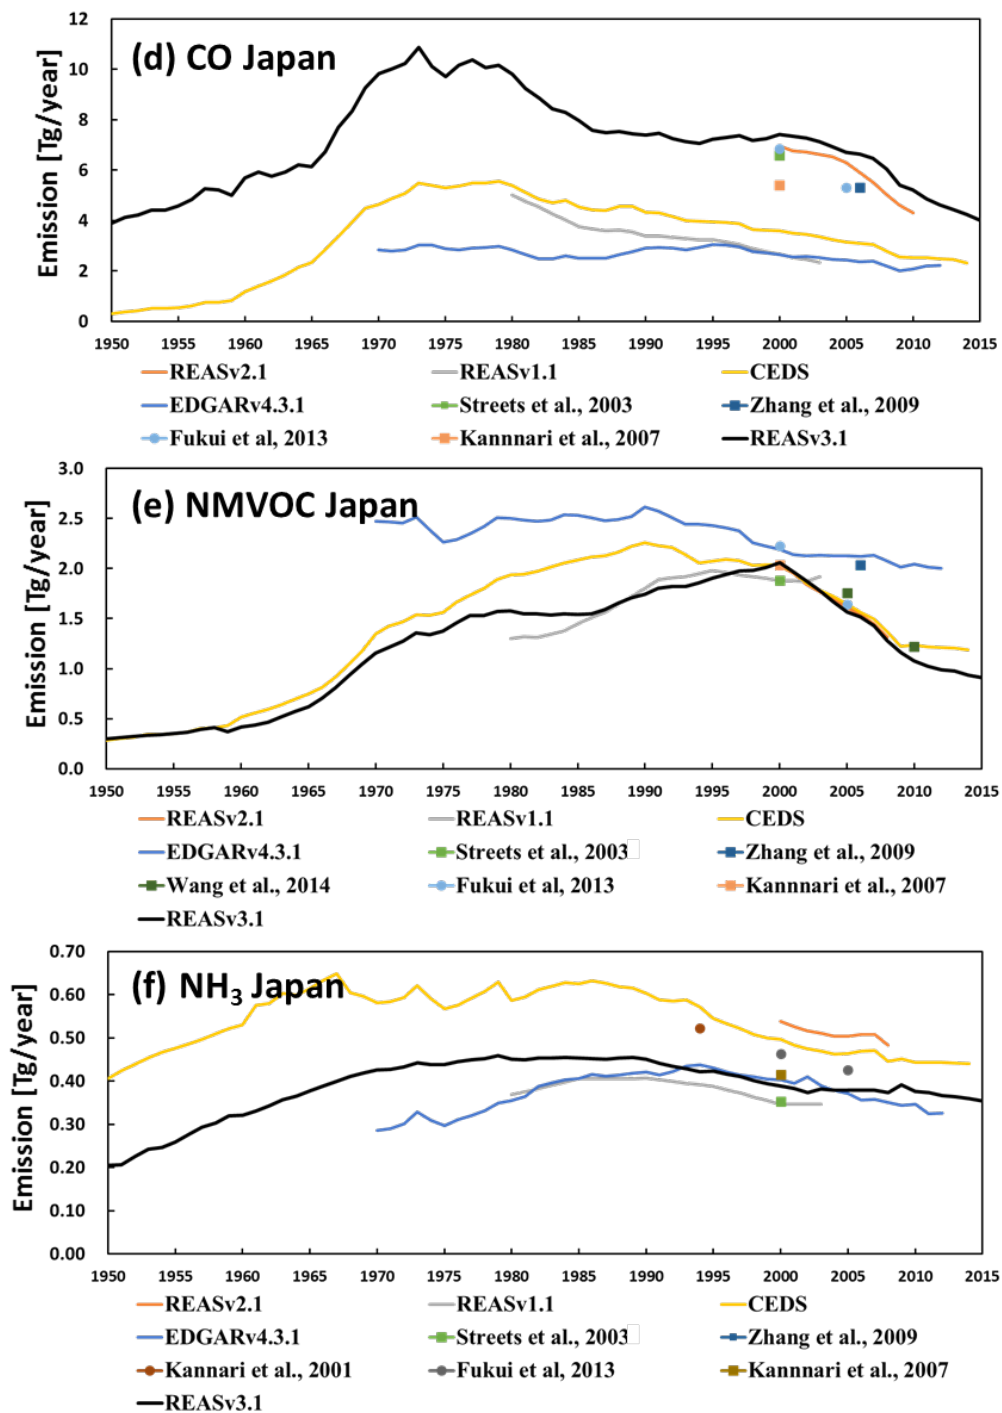 (d) CO Japan
Emission [Tg/year]
12
10
8
6
4
2
0
1950 1955 1960 1965 1970 1975 1980 1985 1990 1995 2000 2005 2010 2015
REASv2.1 REASv1.1 CEDS
EDGARv4.3.1 Streets et al., 2003 Zhang et al., 2009
Fukui et al, 2013 Kannnari et al., 2007 REASv3.1
(e) NMVOC Japan
Emission [Tg/year]
3.0
2.5
2.0
1.5
1.0
0.5
0.0
1950 1955 1960 1965 1970 1975 1980 1985 1990 1995 2000 2005 2010 2015
REASv2.1 REASv1.1 CEDS
EDGARv4.3.1 Streets et al., 2003 Zhang et al., 2009
Wang et al., 2014 Fukui et al, 2013 Kannnari et al., 2007
REASv3.1
(f) NH₃ Japan
Emission [Tg/year]
0.70
0.60
0.50
0.40
0.30
0.20
0.10
0.00
1950 1955 1960 1965 1970 1975 1980 1985 1990 1995 2000 2005 2010 2015
REASv2.1 REASv1.1 CEDS
EDGARv4.3.1 Streets et al., 2003 Zhang et al., 2009
Kannari et al., 2001 Fukui et al, 2013 Kannnari et al., 2007
REASv3.1